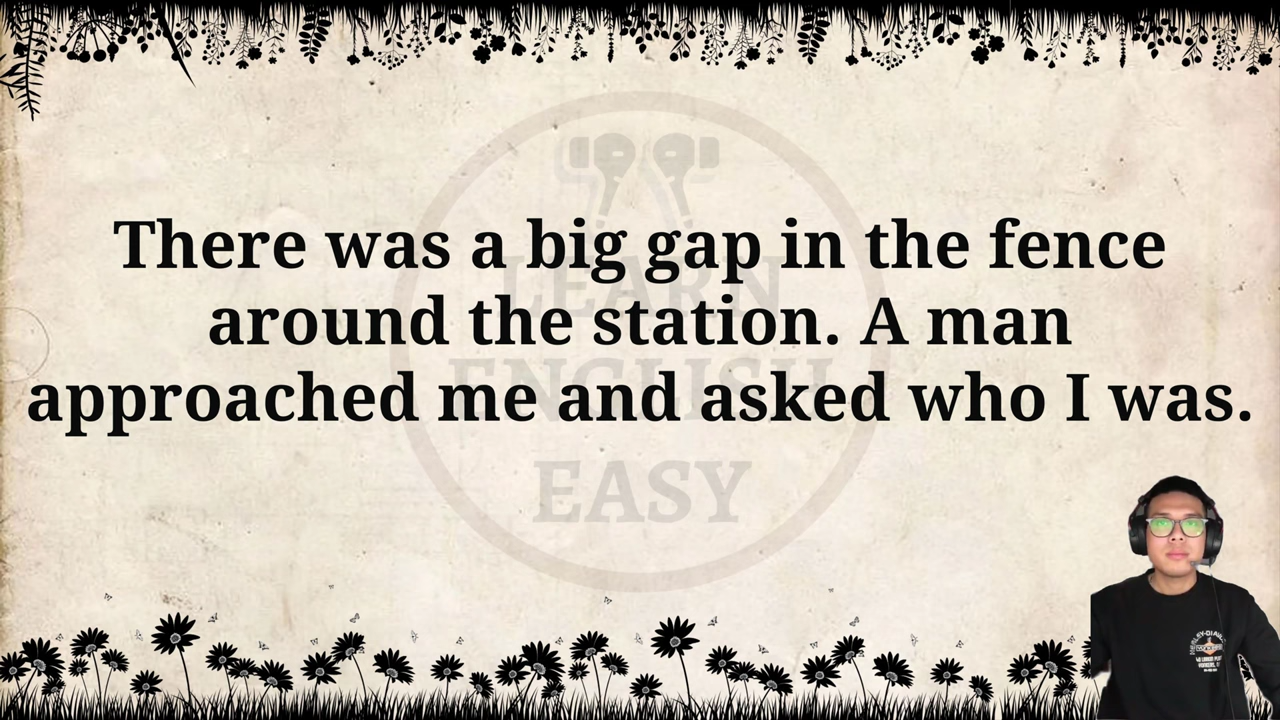 There was a big gap in the fence
around the station. A man
approached me and asked who I was.
LEARN
ENGLISH
EASY